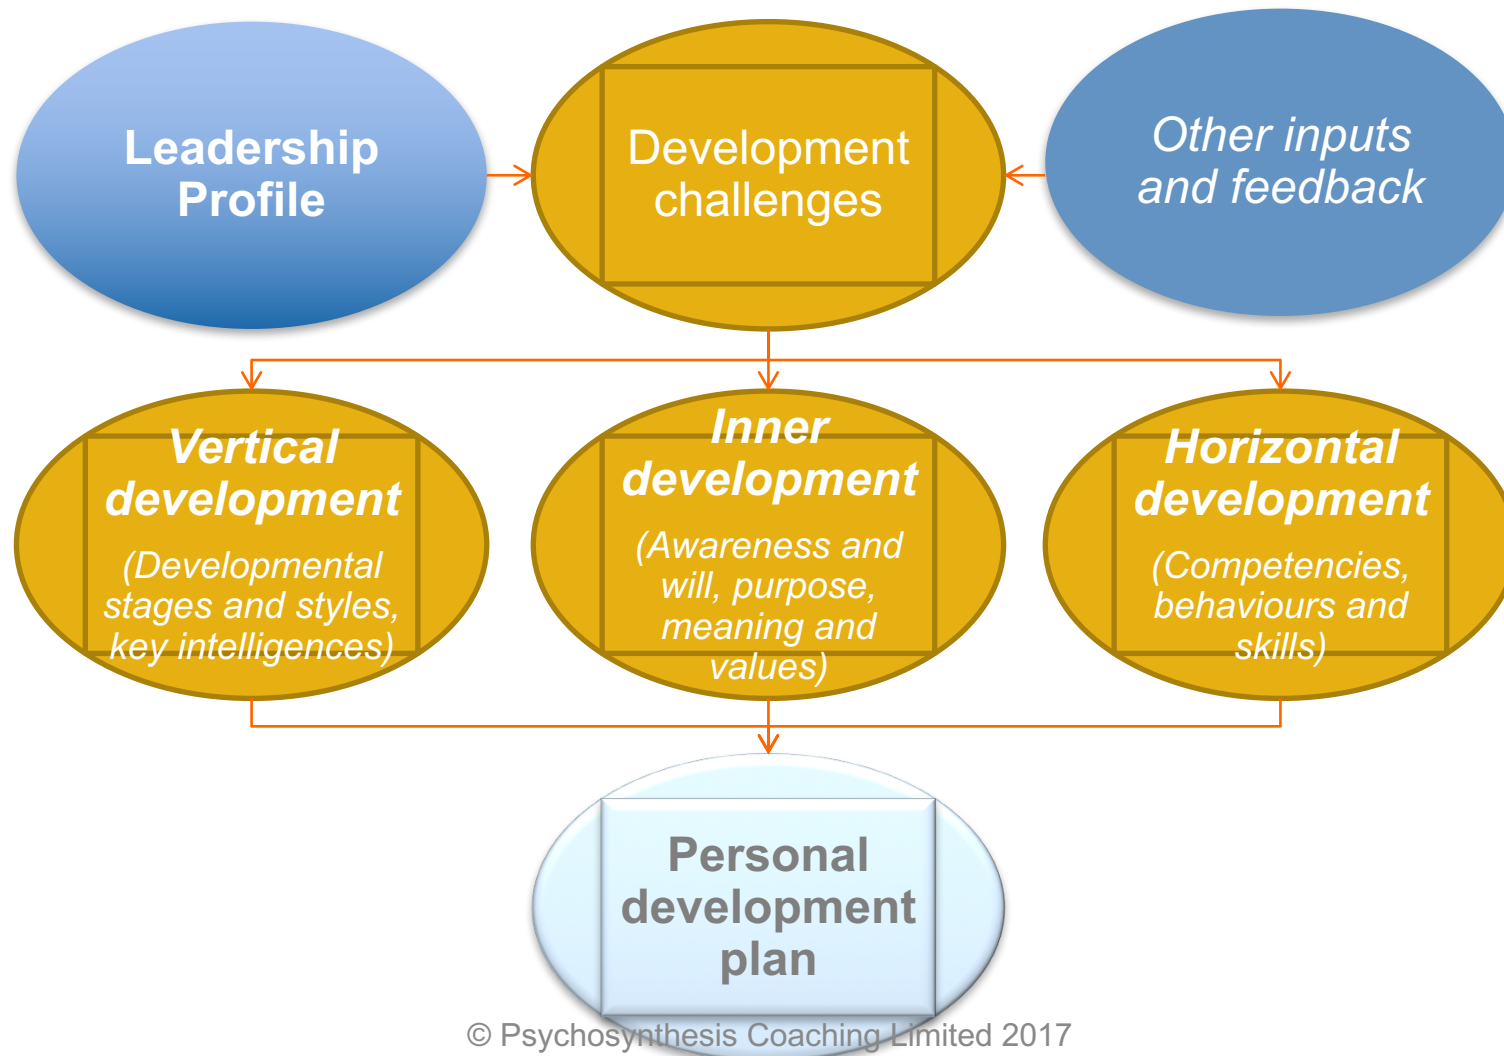 Leadership
Profile
Development
challenges
Other inputs
and feedback
Vertical
development
(Developmental
stages and styles,
key intelligences)
Inner
development
(Awareness and
will, purpose,
meaning and
values)
Horizontal
development
(Competencies,
behaviours and
skills)
Personal
development
plan
© Psychosynthesis Coaching Limited 2017